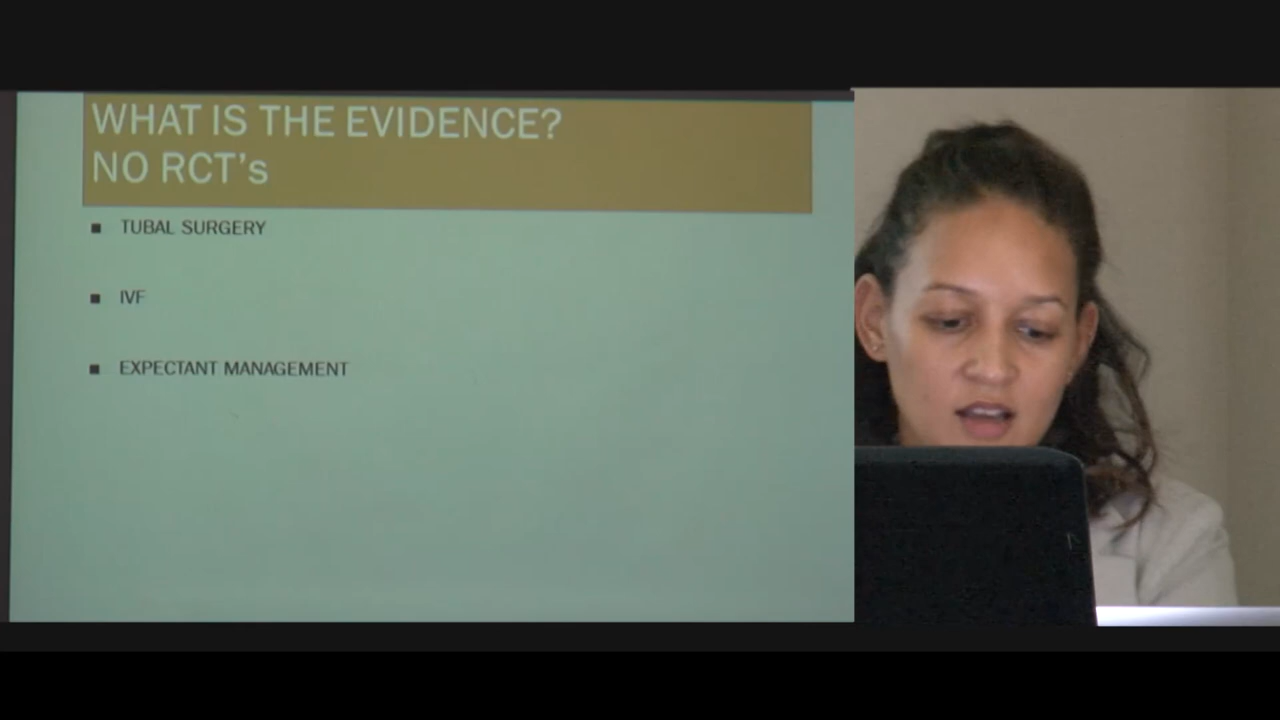 WHAT IS THE EVIDENCE?
NO RCT's
TUBAL SURGERY
IVF
EXPECTANT MANAGEMENT